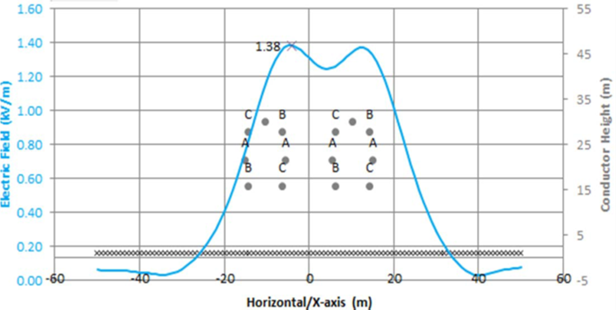 1.60 55
1.40 1.38 45
1.20 35
C B C B
1.00 25
A A A A
0.80
B C B C
0.60 15
0.40
0.20 5
0.00 -60 -40 -20 0 20 40 60 -5
Horizontal/X-axis (m)
Electric Field (kV/m)
Conductor Height (m)